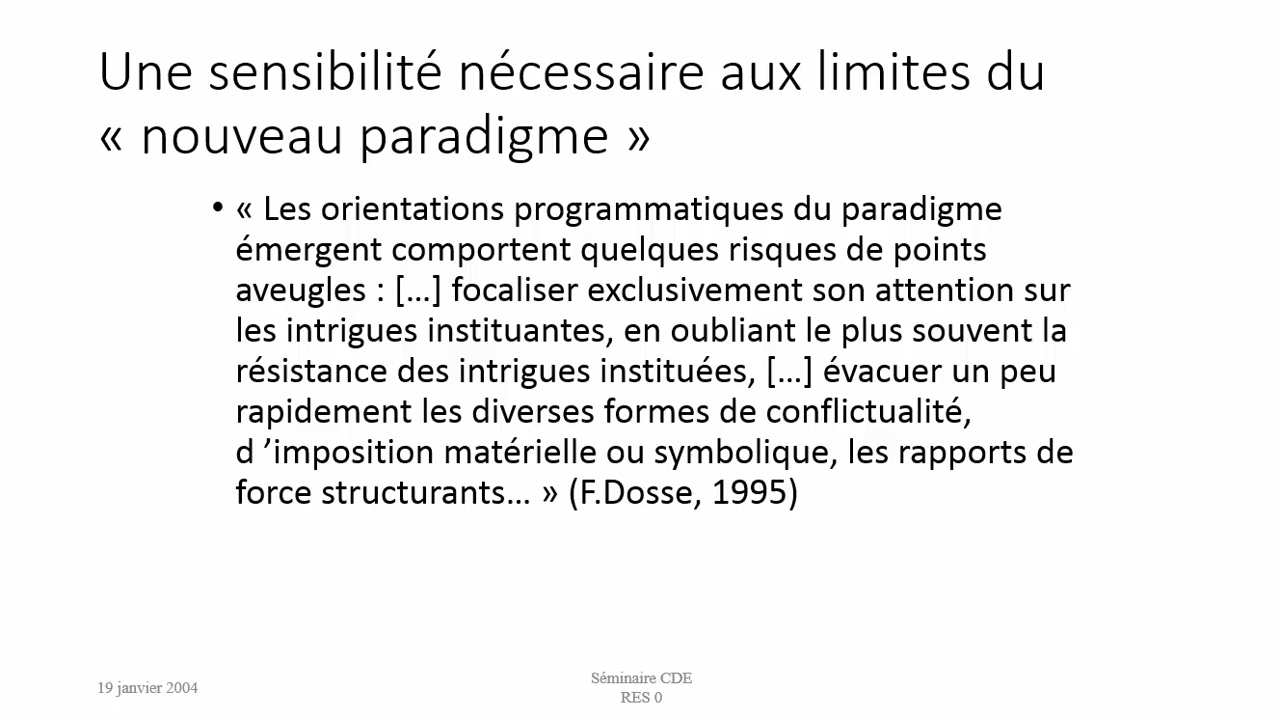 Une sensibilité nécessaire aux limites du
« nouveau paradigme »
• « Les orientations programmatiques du paradigme
émergent comportent quelques risques de points
aveugles : […] focaliser exclusivement son attention sur
les intrigues instituantes, en oubliant le plus souvent la
résistance des intrigues instituées, […] évacuer un peu
rapidement les diverses formes de conflictualité,
d ’imposition matérielle ou symbolique, les rapports de
force structurants… » (F.Dosse, 1995)
19 janvier 2004
Séminaire CDE
RES 0